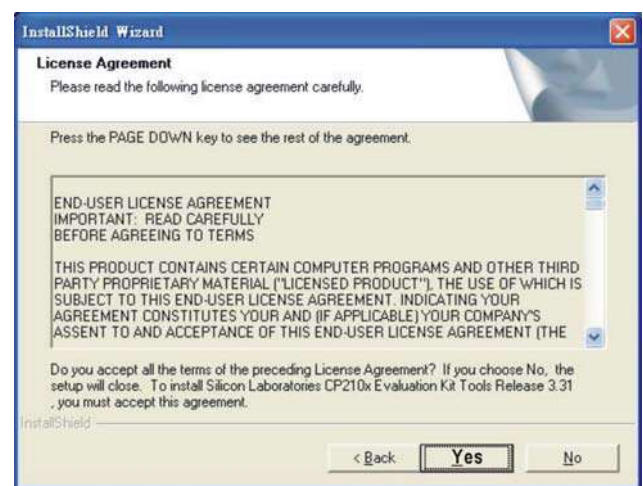 InstallShield Wizard
License Agreement
Please read the following license agreement carefully.
Press the PAGE DOWN key to see the rest of the agreement.
END-USER LICENSE AGREEMENT
IMPORTANT: READ CAREFULLY
BEFORE AGREEING TO TERMS
THIS PRODUCT CONTAINS CERTAIN COMPUTER PROGRAMS AND OTHER THIRD
PARTY PROPRIETARY MATERIAL ("LICENSED PRODUCT"), THE USE OF WHICH IS
SUBJECT TO THIS END-USER LICENSE AGREEMENT. INDICATING YOUR
AGREEMENT CONSTITUTES YOUR AND (IF APPLICABLE) YOUR COMPANY'S
ASSENT TO AND ACCEPTANCE OF THIS END-USER LICENSE AGREEMENT (THE
Do you accept all the terms of the preceding License Agreement? If you choose No, the
setup will close. To install Silicon Laboratories CP210x Evaluation Kit Tools Release 3.31
, you must accept this agreement.
InstallShield
< Back Yes No